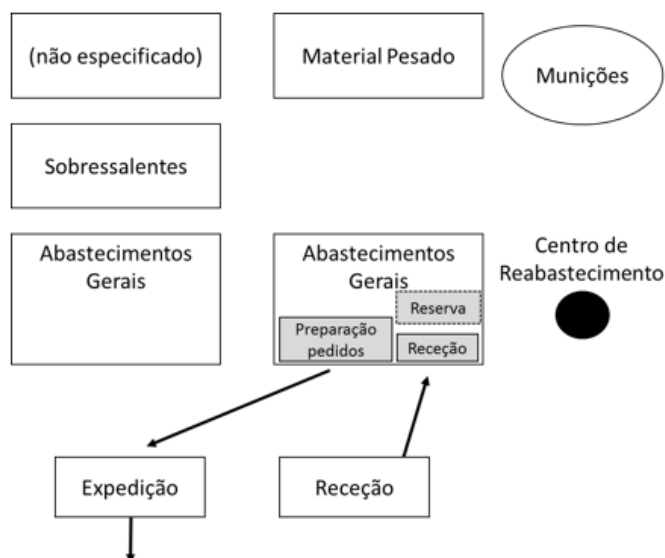 (não especificado)
Material Pesado
Munições
Sobressalentes
Abastecimentos
Gerais
Abastecimentos
Gerais
Reserva
Preparação
pedidos
Receção
Centro de
Reabastecimento
Expedição
Receção